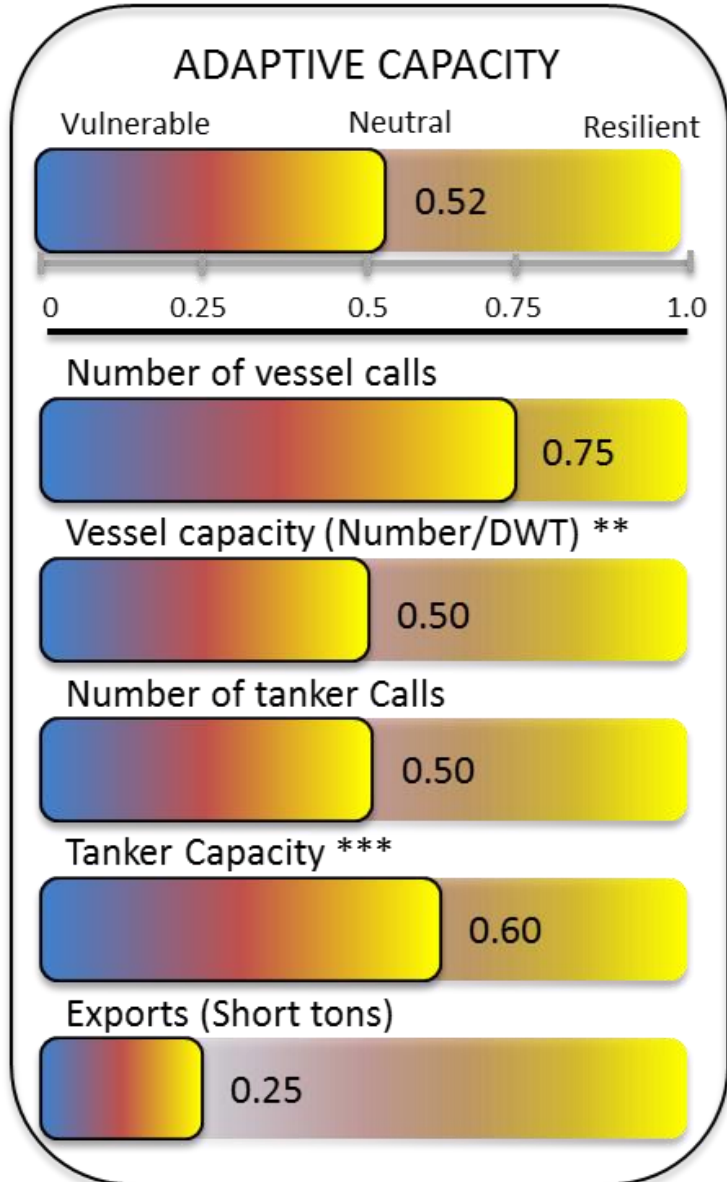 ADAPTIVE CAPACITY
Vulnerable Neutral Resilient
0.52
0 0.25 0.5 0.75 1.0
Number of vessel calls
0.75
Vessel capacity (Number/DWT) **
0.50
Number of tanker Calls
0.50
Tanker Capacity ***
0.60
Exports (Short tons)
0.25